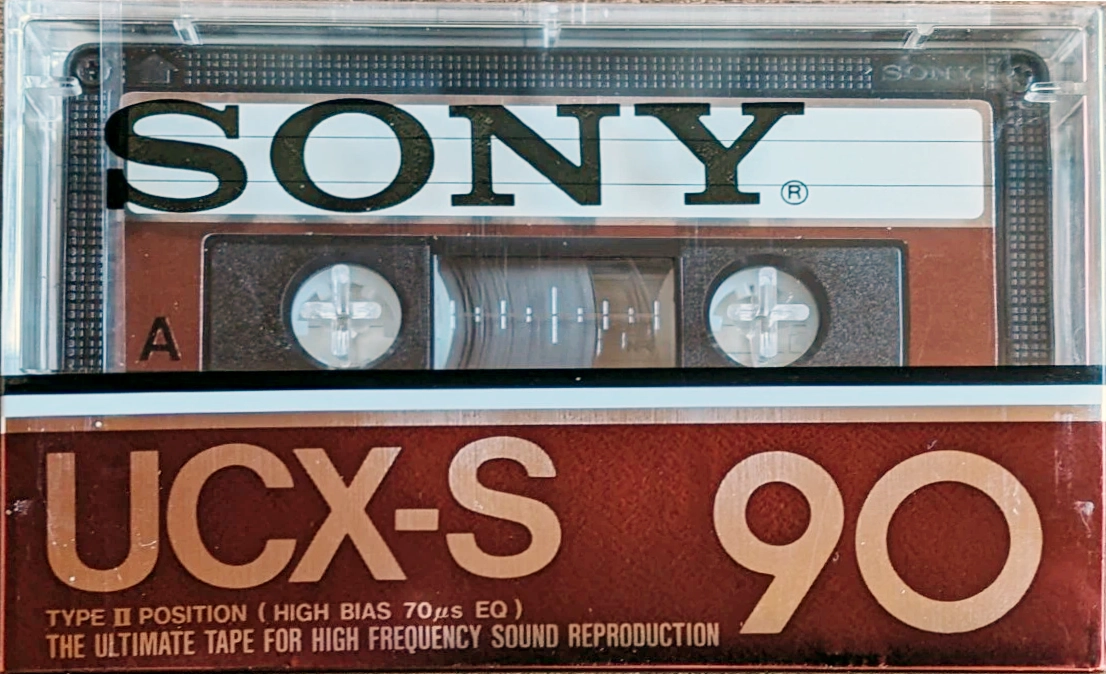 SONY
SONY®
A
UCX-S 90
TYPE II POSITION (HIGH BIAS 70μs EQ)
THE ULTIMATE TAPE FOR HIGH FREQUENCY SOUND REPRODUCTION